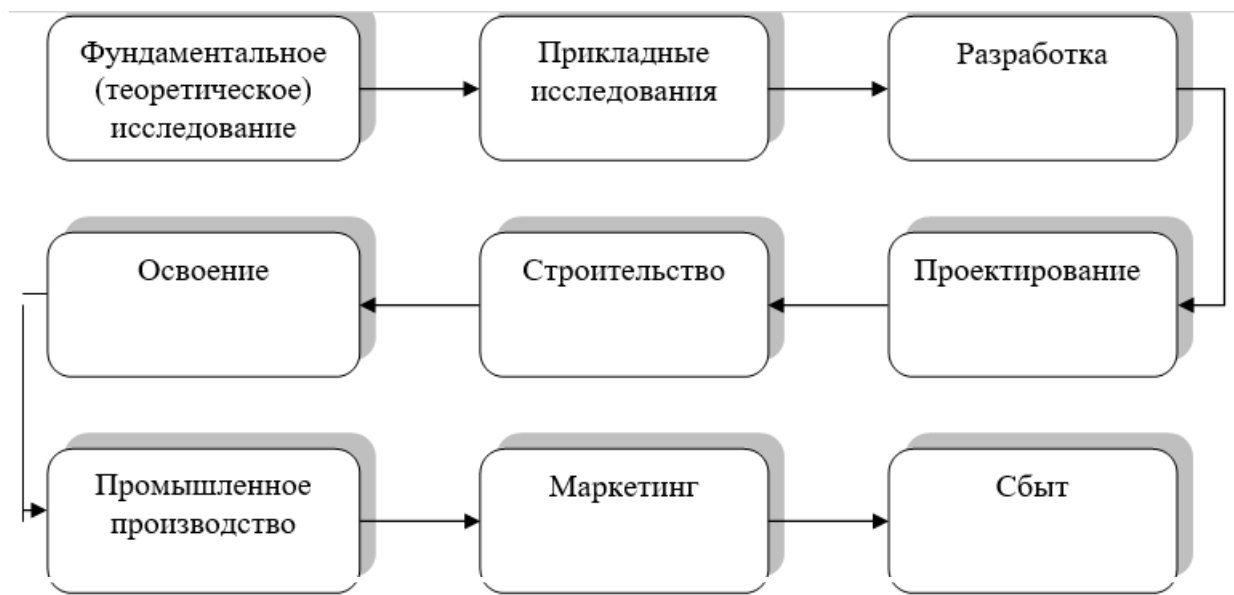 Фундаментальное
(теоретическое)
исследование
Прикладные
исследования
Разработка
Проектирование
Строительство
Освоение
Промышленное
производство
Маркетинг
Сбыт